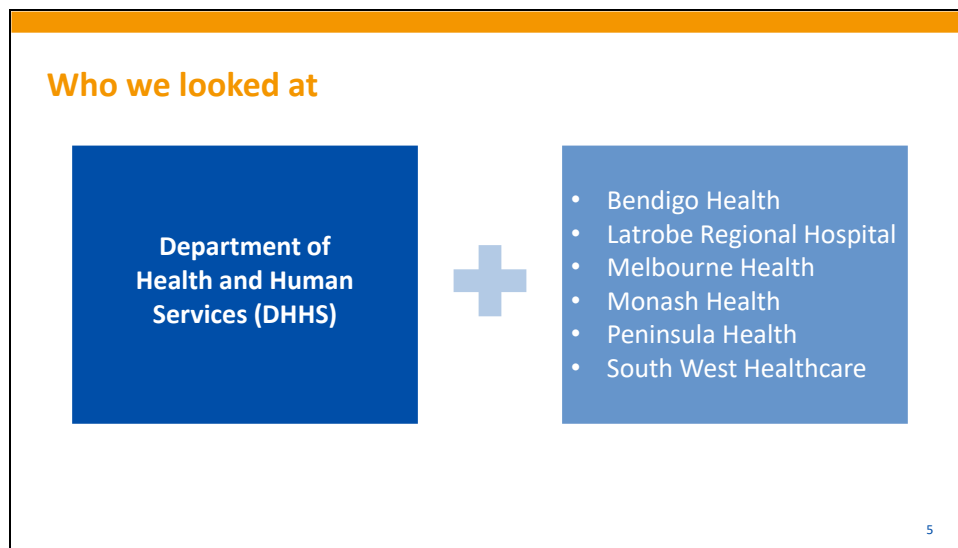 Who we looked at
Department of
Health and Human
Services (DHHS)
• Bendigo Health
• Latrobe Regional Hospital
• Melbourne Health
• Monash Health
• Peninsula Health
• South West Healthcare
5